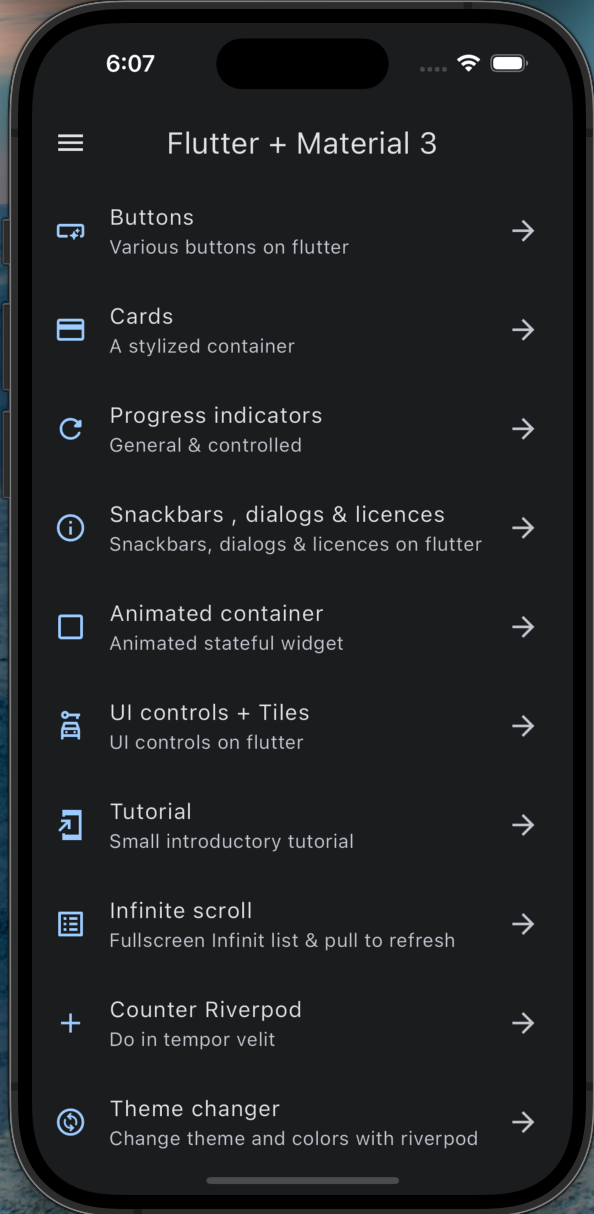 6:07
Flutter + Material 3
Buttons
Various buttons on flutter
Cards
A stylized container
Progress indicators
General & controlled
Snackbars , dialogs & licences
Snackbars, dialogs & licences on flutter
Animated container
Animated stateful widget
UI controls + Tiles
UI controls on flutter
Tutorial
Small introductory tutorial
Infinite scroll
Fullscreen Infinit list & pull to refresh
Counter Riverpod
Do in tempor velit
Theme changer
Change theme and colors with riverpod